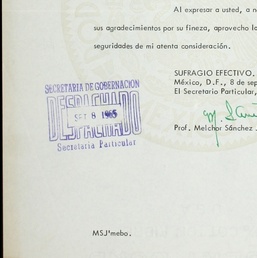 Al expresar a usted, a n
sus agradecimientos por su fineza, aprovecho la
seguridades de mi atenta consideración.
SUFRAGIO EFECTIVO,
México, D.F., 8 de sep
El Secretario Particular,
SECRETARIA DE GOBERNACION
DESPACHADO
8 1965
Secretaria Particular
Prof. Melchor Sánchez
MSJ'mebo.